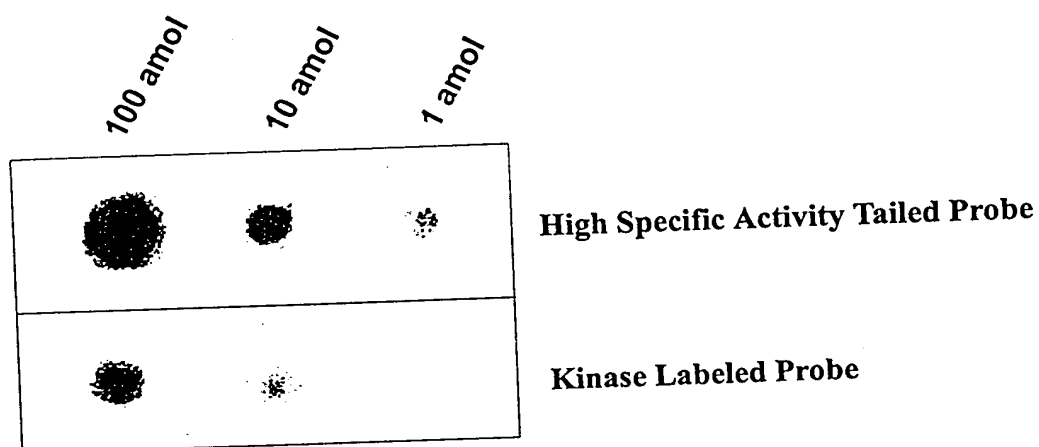 100 amol
10 amol
1 amol
High Specific Activity Tailed Probe
Kinase Labeled Probe